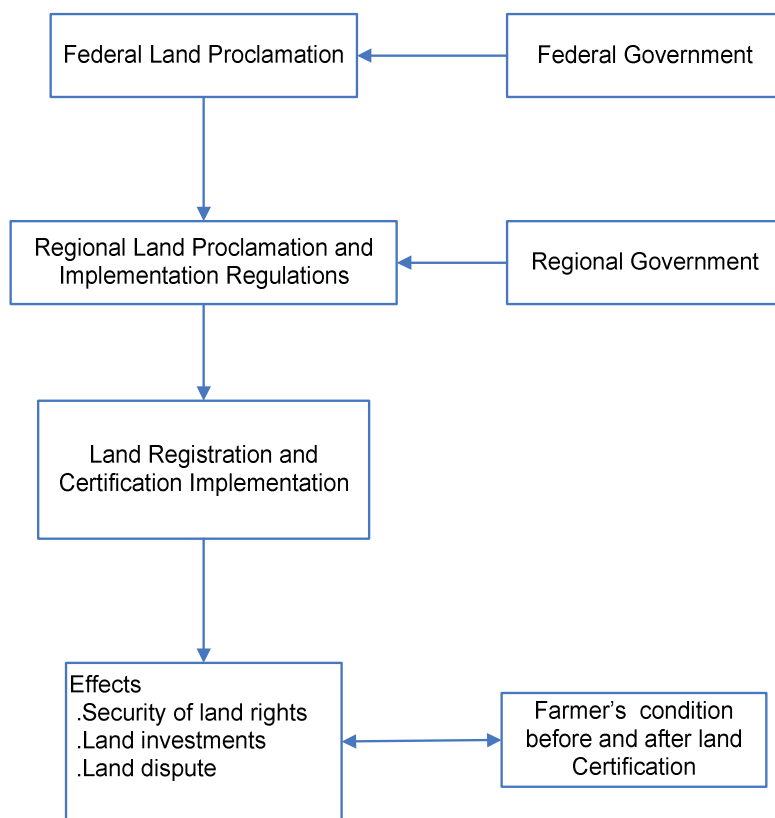 Federal Land Proclamation
Federal Government
Regional Land Proclamation and
Implementation Regulations
Regional Government
Land Registration and
Certification Implementation
Effects
.Security of land rights
.Land investments
.Land dispute
Farmer’s condition
before and after land
Certification